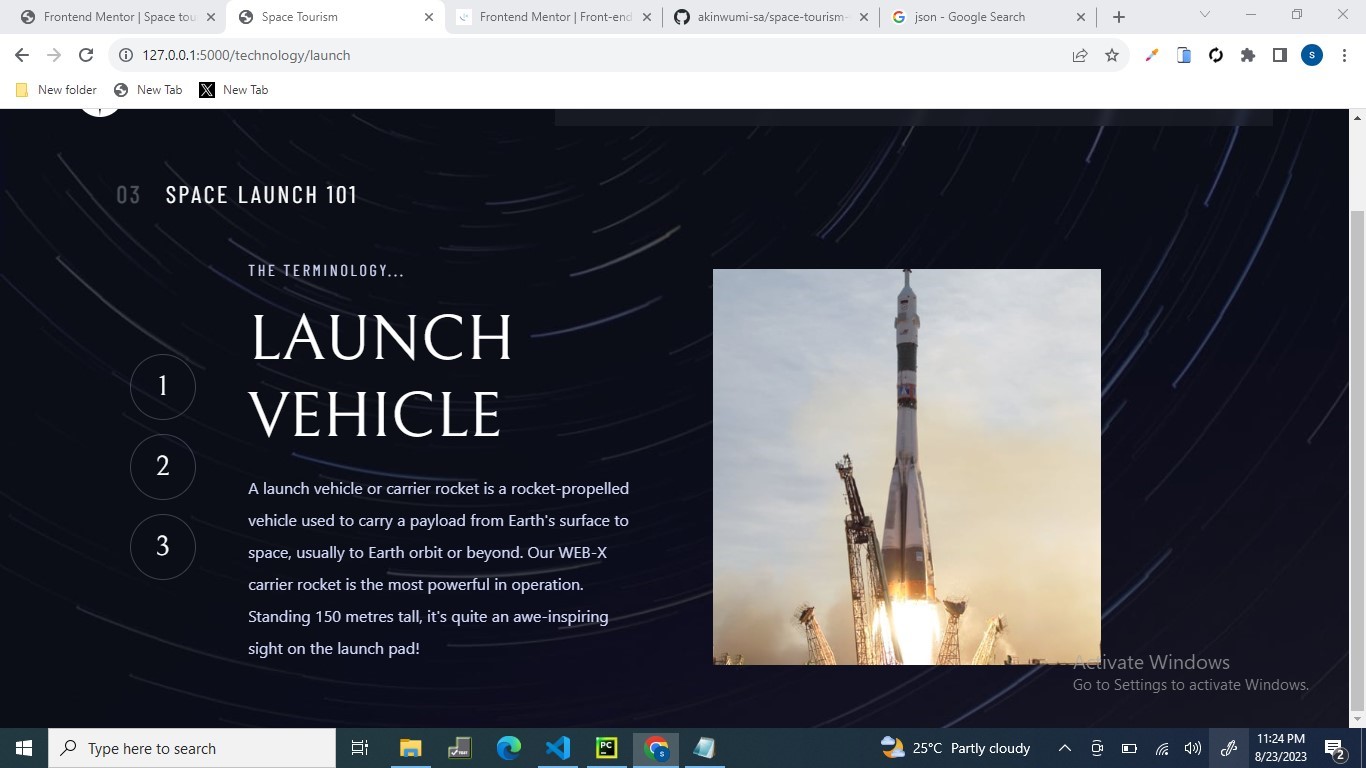 Frontend Mentor | Space tou
Space Tourism
Frontend Mentor | Front-end
akinwumi-sa/space-tourism-
json - Google Search
127.0.0.1:5000/technology/launch
S
New folder
New Tab
New Tab
03 SPACE LAUNCH 101
THE TERMINOLOGY...
LAUNCH
VEHICLE
1
2
3
A launch vehicle or carrier rocket is a rocket-propelled
vehicle used to carry a payload from Earth's surface to
space, usually to Earth orbit or beyond. Our WEB-X
carrier rocket is the most powerful in operation.
Standing 150 metres tall, it's quite an awe-inspiring
sight on the launch pad!
Activate Windows
Go to Settings to activate Windows.
Type here to search
PC
S
25°C Partly cloudy
11:24 PM
8/23/2023
2